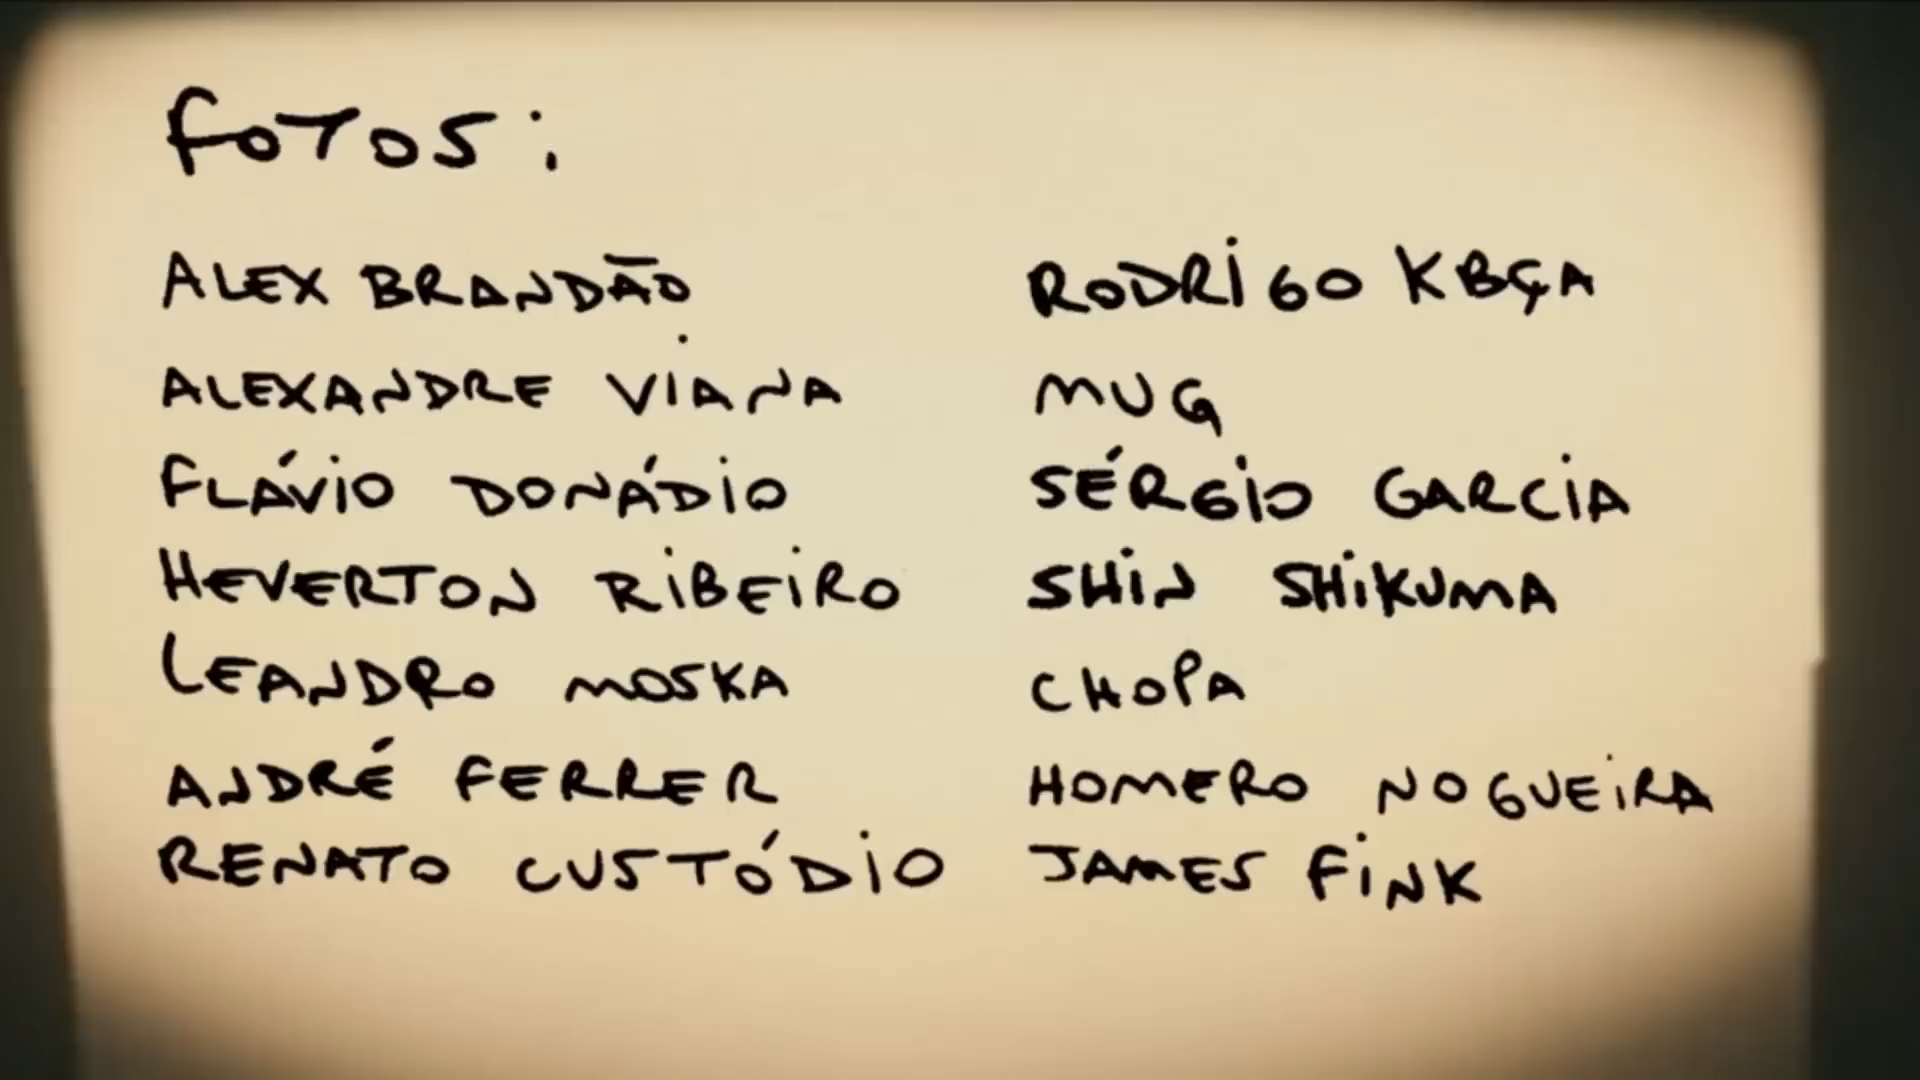 FOTOS:
ALEX BRANDÃO
ALEXANDRE VIANA
FLÁVIO DONÁDIO
HEVERTON RIBEIRO
LEANDRO MOSKA
ANDRÉ FERRER
RENATO CUSTÓDIO
RODRIGO KBÇA
MUG
SÉRGIO GARCIA
SHIN SHIKUMA
CHOPA
HOMERO NOGUEIRA
JAMES FINK